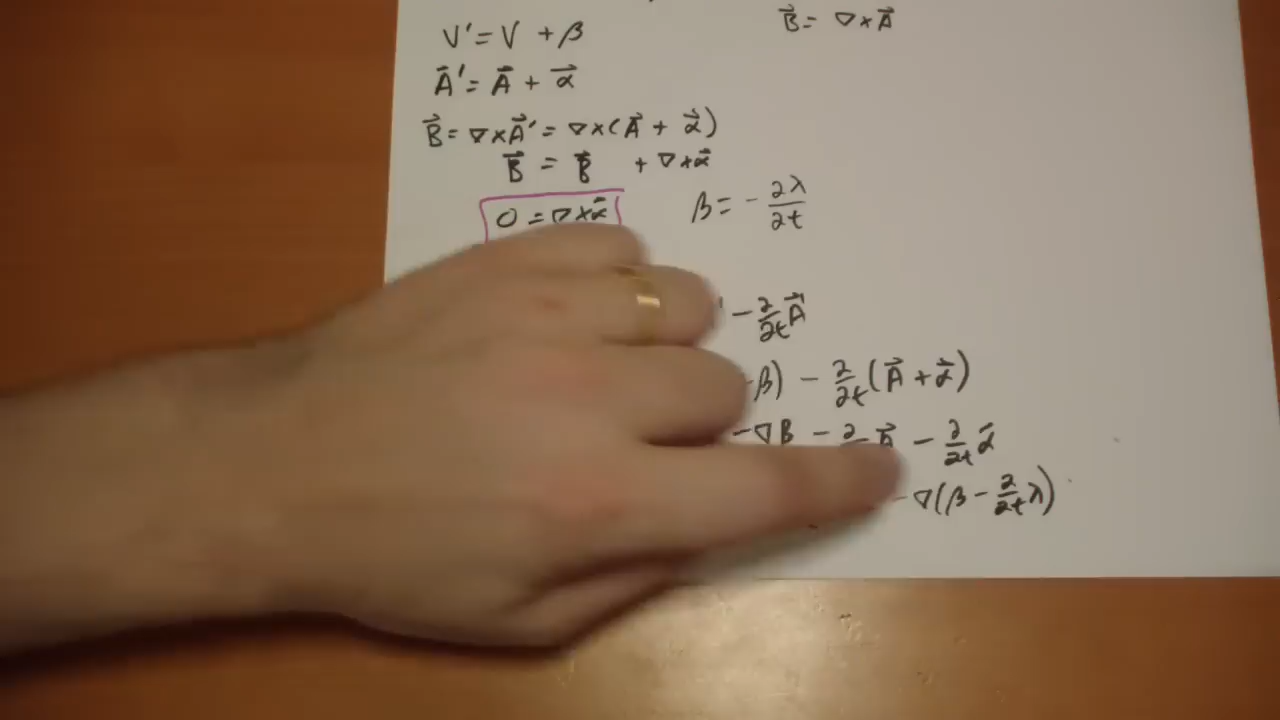 V' = V + β
B⃗ = ∇×A⃗
A⃗' = A⃗ + α⃗
B⃗ = ∇×A⃗' = ∇×(A⃗ + α⃗)
B⃗ = B⃗ + ∇×α⃗
0 = ∇×α⃗
β = - ∂λ/∂t
- ∂/∂t A⃗'
β) - ∂/∂t (A⃗ + α⃗)
-∇β - ∂ A⃗ - ∂/∂t α⃗
-∇(β - ∂/∂t λ)